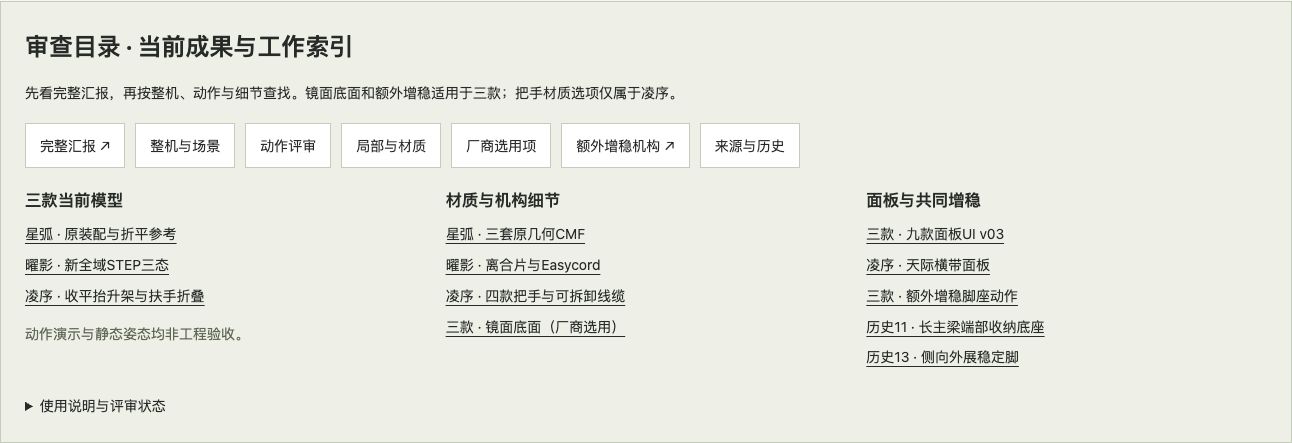 审查目录 · 当前成果与工作索引
先看完整汇报，再按整机、动作与细节查找。镜面底面和额外增稳适用于三款；把手材质选项仅属于凌序。
完整汇报 ↗
整机与场景
动作评审
局部与材质
厂商选用项
额外增稳机构 ↗
来源与历史
三款当前模型
星弧 · 原装配与折平参考
曜影 · 新全域STEP三态
凌序 · 收平抬升架与扶手折叠
动作演示与静态姿态均非工程验收。
材质与机构细节
星弧 · 三套原几何CMF
曜影 · 离合片与Easycord
凌序 · 四款把手与可拆卸线缆
三款 · 镜面底面（厂商选用）
面板与共同增稳
三款 · 九款面板UI v03
凌序 · 天际横带面板
三款 · 额外增稳脚座动作
历史11 · 长主梁端部收纳底座
历史13 · 侧向外展稳定脚
▶ 使用说明与评审状态